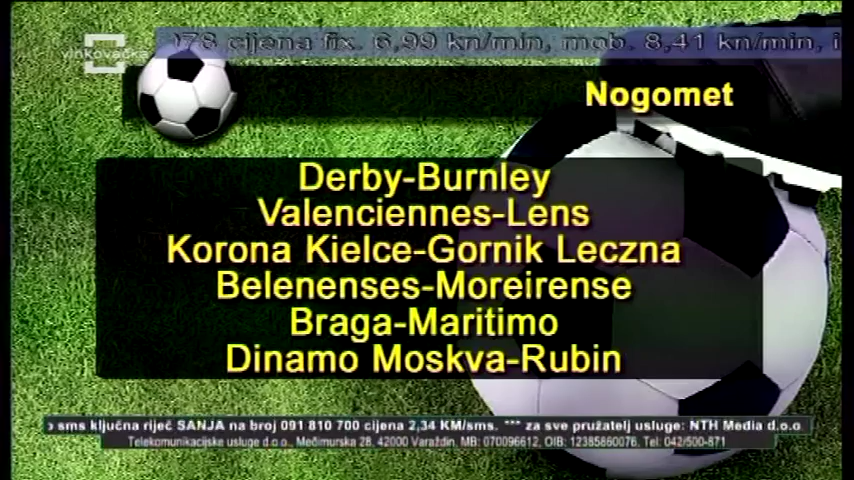 vinkovačka
078 cijena fix. 6,99 kn/min, mob. 8,41 kn/min, i
Nogomet
Derby-Burnley
Valenciennes-Lens
Korona Kielce-Gornik Leczna
Belenenses-Moreirense
Braga-Maritimo
Dinamo Moskva-Rubin
o sms ključna riječ SANJA na broj 091 810 700 cijena 2,34 KM/sms. *** za sve pružatelj usluge: NTH Media d.o.o.
Telekomunikacijske usluge d.o.o., Međimurska 28, 42000 Varaždin, MB: 070096612, OIB: 12385860076, Tel: 042/500-871